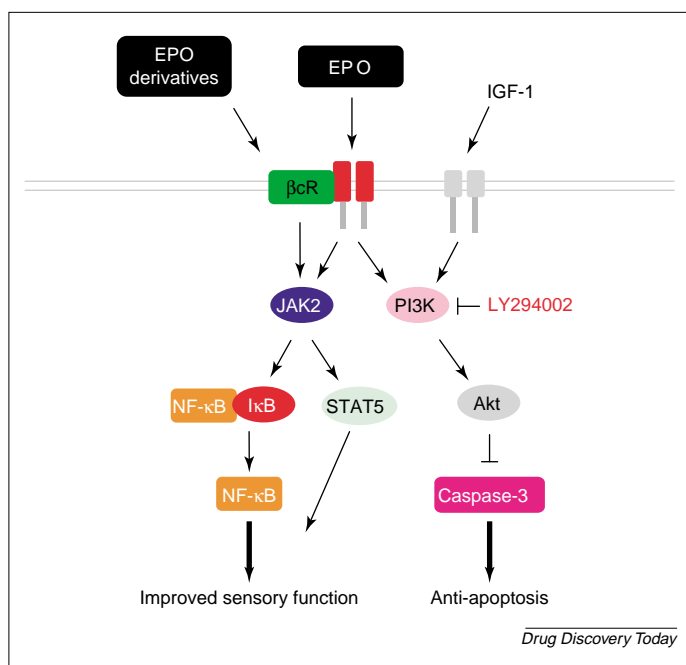 EPO
derivatives
EPO
IGF-1
βcR
JAK2
PI3K
LY294002
NF-κB
IκB
STAT5
Akt
NF-κB
Caspase-3
Improved sensory function
Anti-apoptosis
Drug Discovery Today